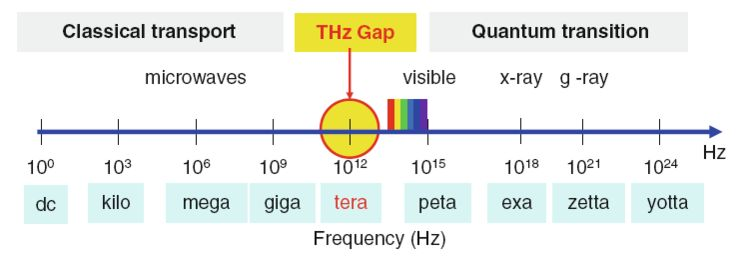 Classical transport THz Gap Quantum transition
microwaves visible x-ray g -ray
10⁰ 10³ 10⁶ 10⁹ 10¹² 10¹⁵ 10¹⁸ 10²¹ 10²⁴ Hz
dc kilo mega giga tera peta exa zetta yotta
Frequency (Hz)